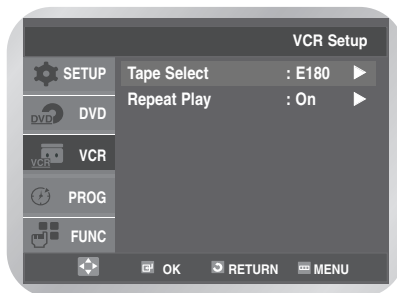 VCR Setup
SETUP
Tape Select : E180
Repeat Play : On
DVD DVD
VCR VCR
PROG
FUNC
OK RETURN MENU